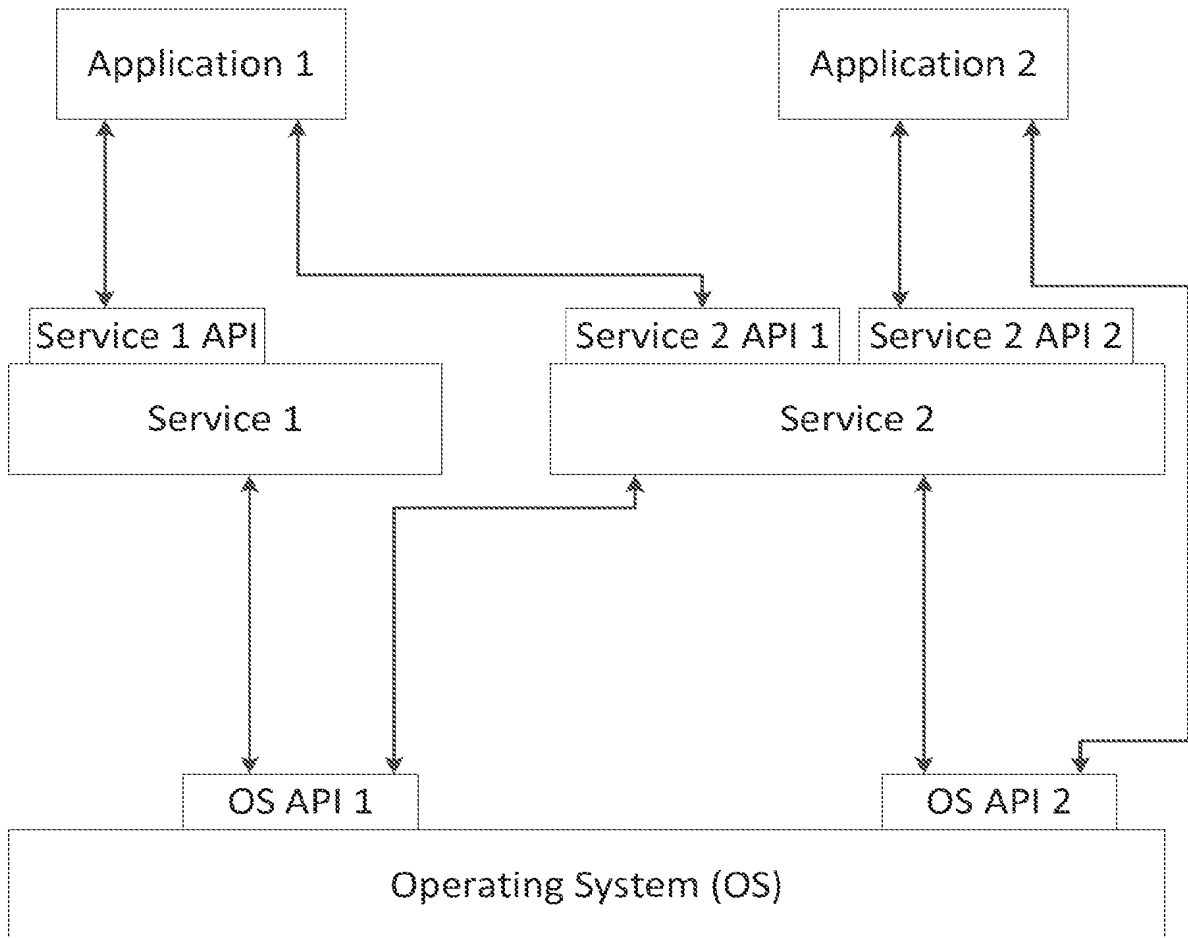 Application 1
Application 2
Service 1 API
Service 2 API 1
Service 2 API 2
Service 1
Service 2
OS API 1
OS API 2
Operating System (OS)